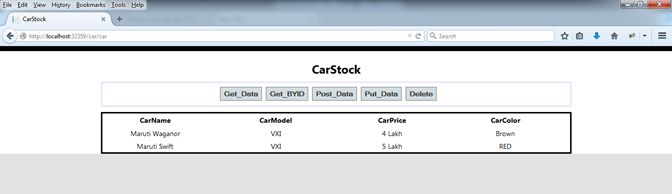 File Edit View History Bookmarks Tools Help
CarStock
http://localhost:32359/car/car
Search
CarStock
Get_Data Get_BYID Post_Data Put_Data Delete
CarName CarModel CarPrice CarColor
Maruti Waganor VXI 4 Lakh Brown
Maruti Swift VXI 5 Lakh RED